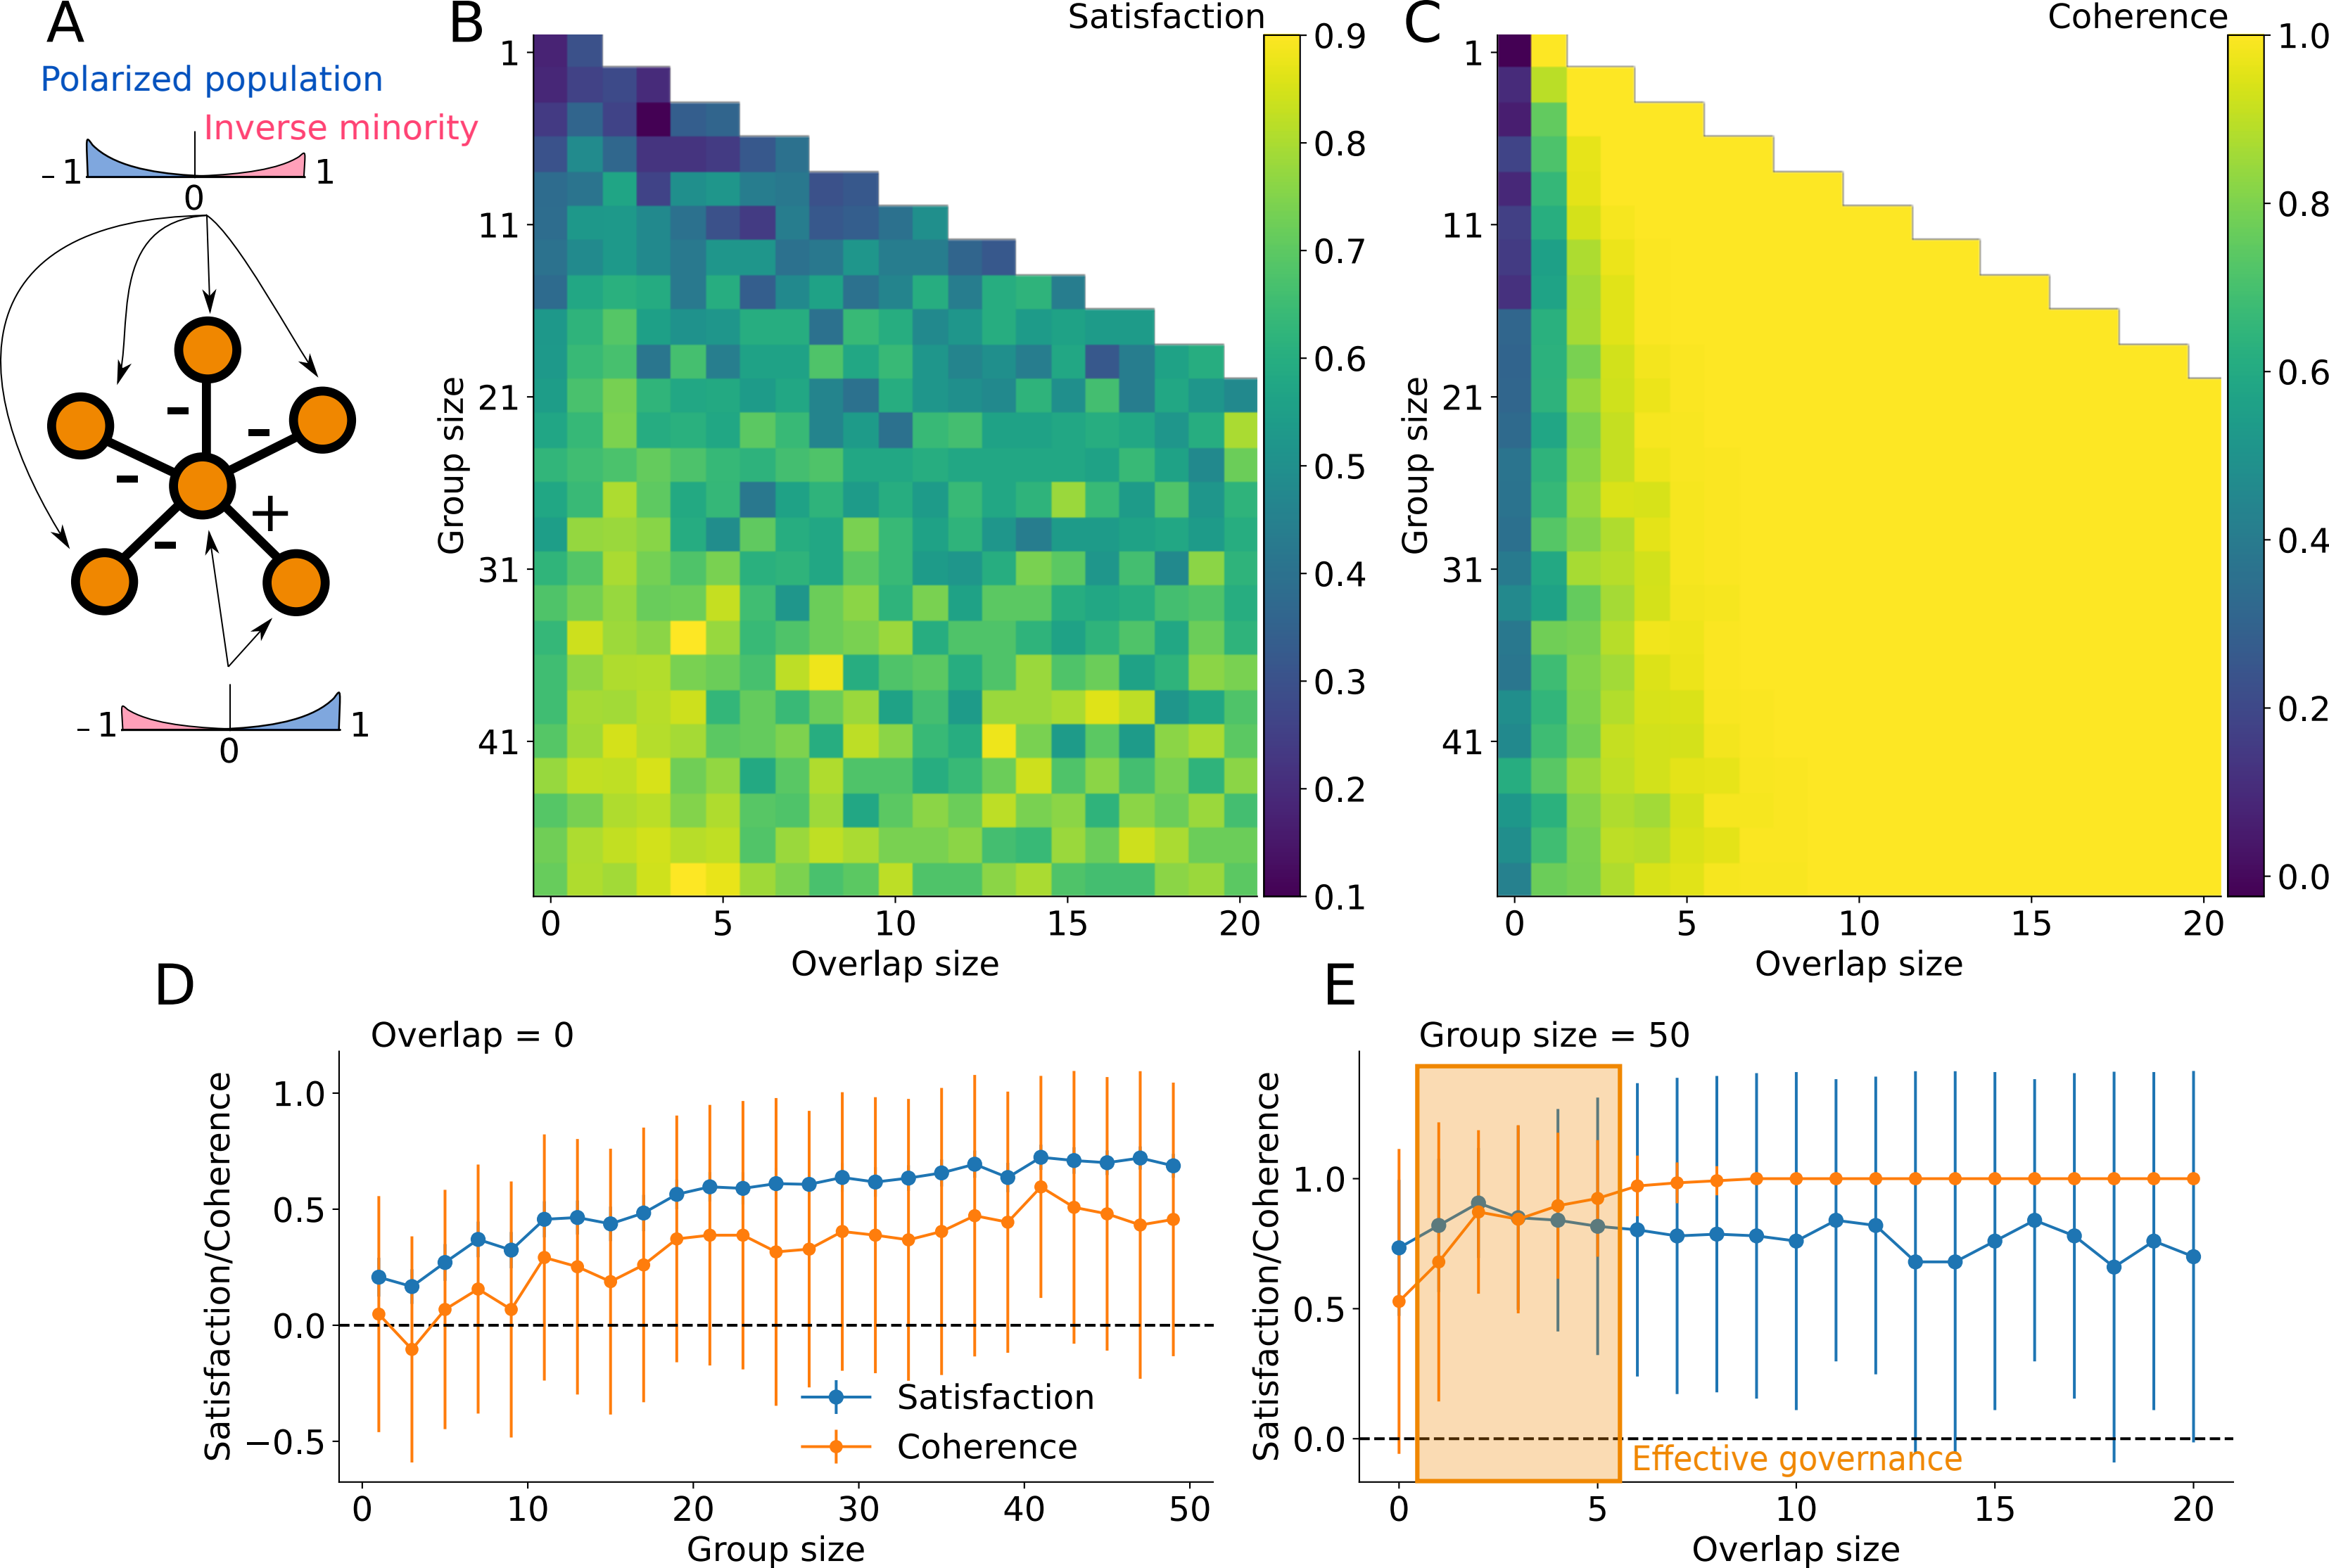 A
Polarized population
Inverse minority
–1
1
0
-
-
-
+
-
–1
1
0
B
Satisfaction
Group size
1
11
21
31
41
0
5
10
15
20
Overlap size
0.9
0.8
0.7
0.6
0.5
0.4
0.3
0.2
0.1
C
Coherence
Group size
1
11
21
31
41
0
5
10
15
20
Overlap size
1.0
0.8
0.6
0.4
0.2
0.0
D
Overlap = 0
Satisfaction/Coherence
1.0
0.5
0.0
−0.5
Satisfaction
Coherence
0
10
20
30
40
50
Group size
E
Group size = 50
Satisfaction/Coherence
1.0
0.5
0.0
Effective governance
0
5
10
15
20
Overlap size